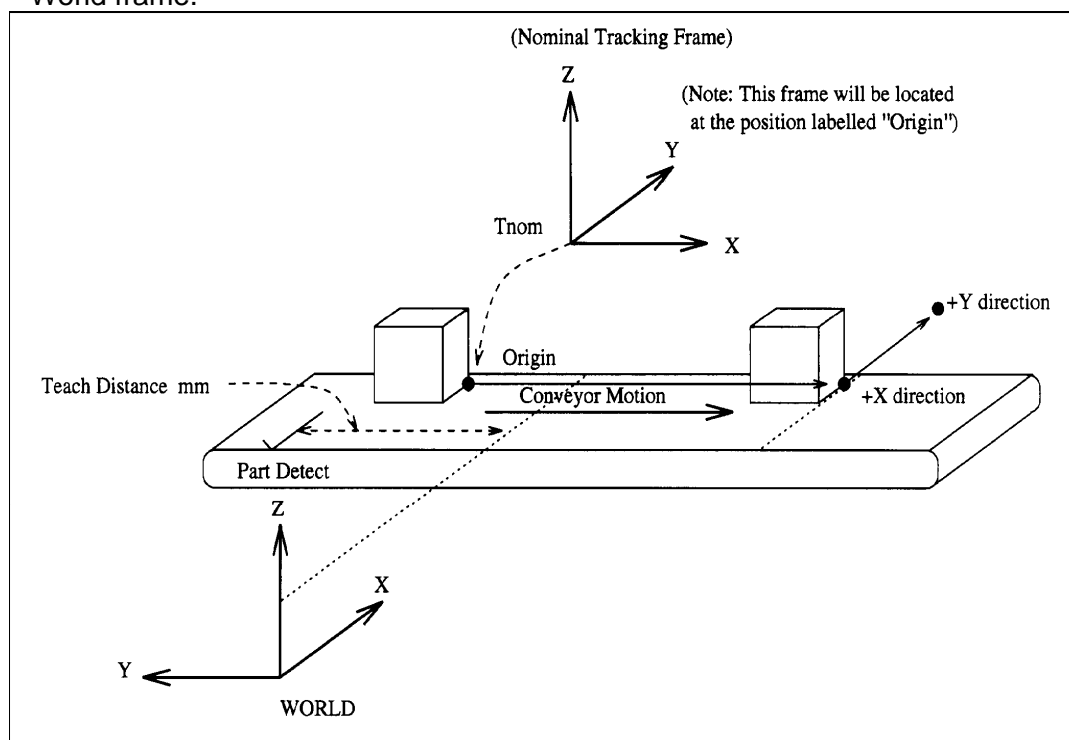 World frame.
(Nominal Tracking Frame)
Z
(Note: This frame will be located
at the position labelled "Origin")
Y
Tnom
X
+Y direction
Origin
Teach Distance mm
Conveyor Motion
+X direction
Part Detect
Z
X
Y
WORLD